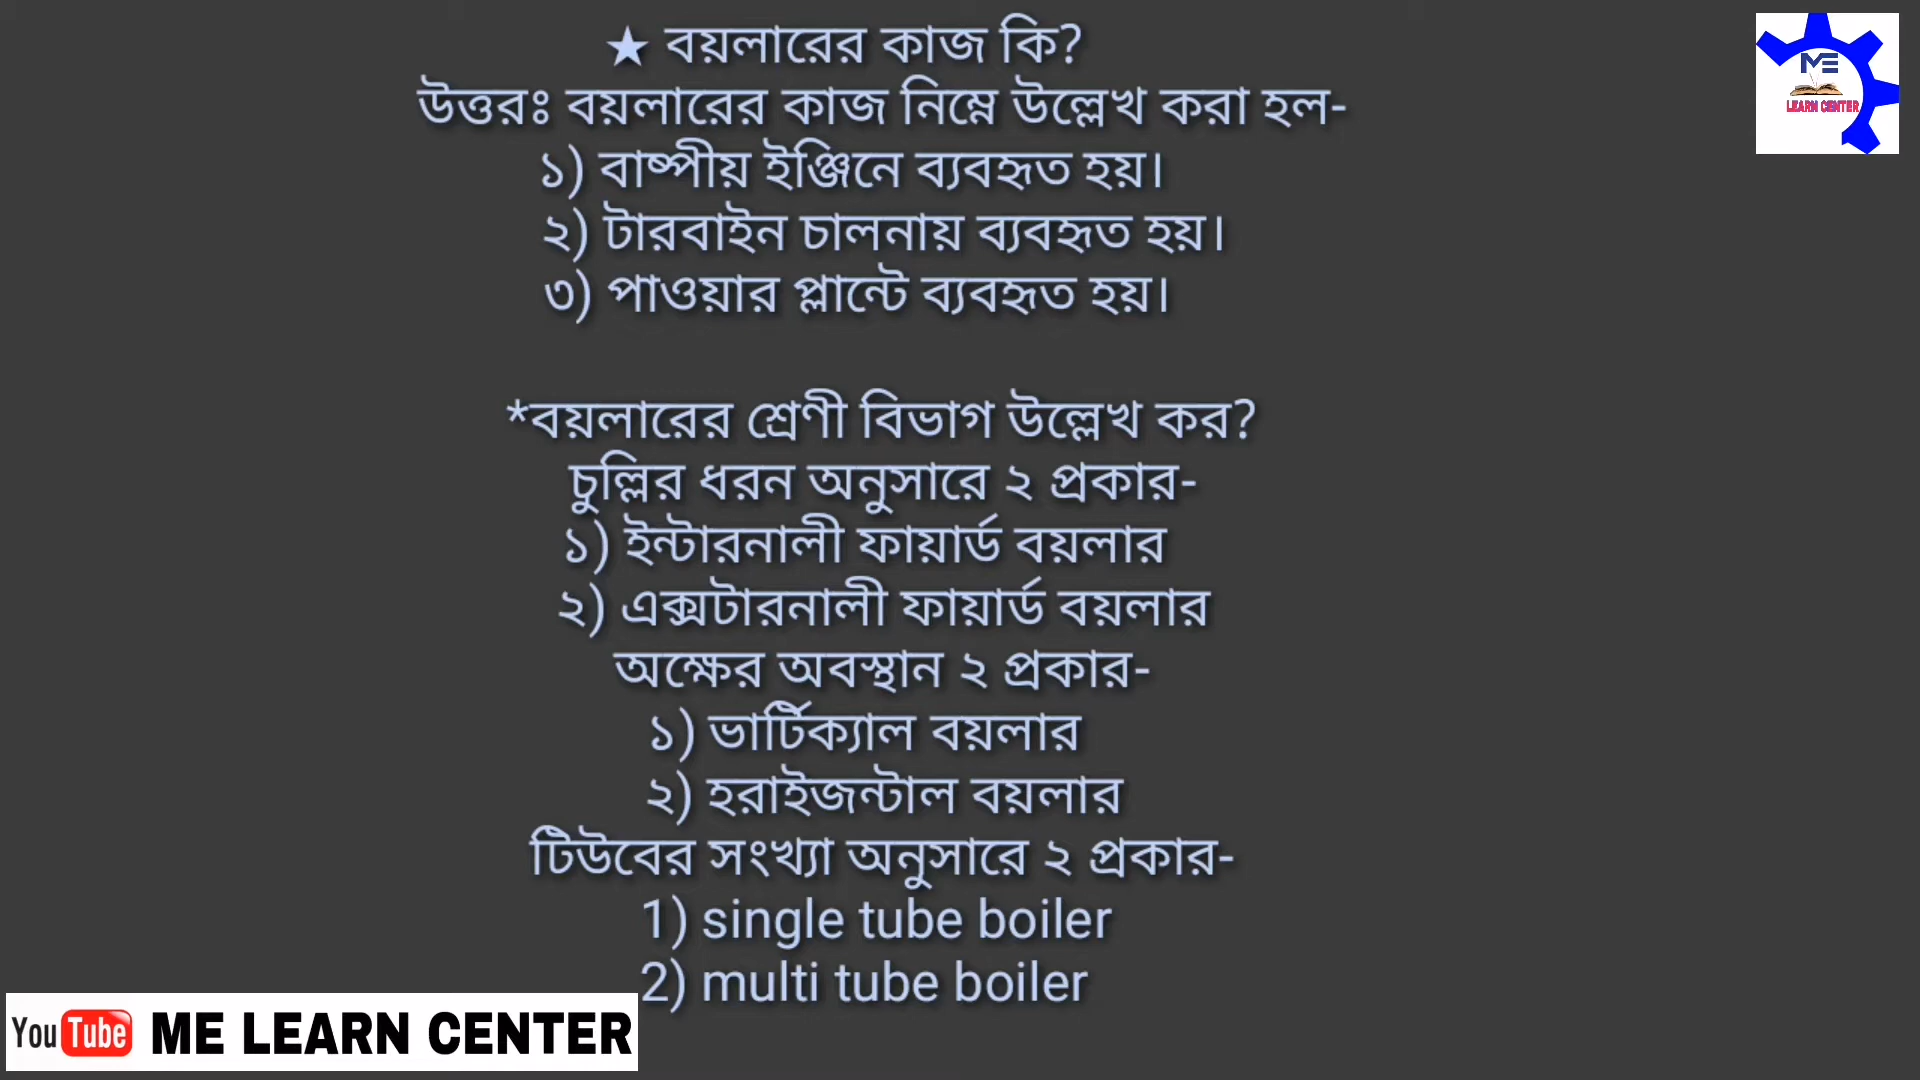 ★ বয়লারের কাজ কি?
উত্তরঃ বয়লারের কাজ নিম্নে উল্লেখ করা হল-
১) বাষ্পীয় ইঞ্জিনে ব্যবহৃত হয়।
২) টারবাইন চালনায় ব্যবহৃত হয়।
৩) পাওয়ার প্লান্টে ব্যবহৃত হয়।
*বয়লারের শ্রেণী বিভাগ উল্লেখ কর?
চুল্লির ধরন অনুসারে ২ প্রকার-
১) ইন্টারনালী ফায়ার্ড বয়লার
২) এক্সটারনালী ফায়ার্ড বয়লার
অক্ষের অবস্থান ২ প্রকার-
১) ভার্টিক্যাল বয়লার
২) হরাইজন্টাল বয়লার
টিউবের সংখ্যা অনুসারে ২ প্রকার-
1) single tube boiler
2) multi tube boiler
ME
LEARN CENTER
YouTube ME LEARN CENTER